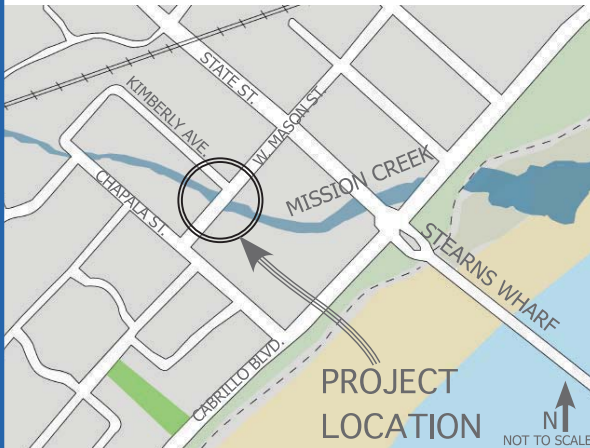 STATE ST.
KIMBERLY AVE.
W. MASON ST.
MISSION CREEK
CHAPALA ST.
STEARNS WHARF
CABRILLO BLVD.
PROJECT
LOCATION
N
NOT TO SCALE